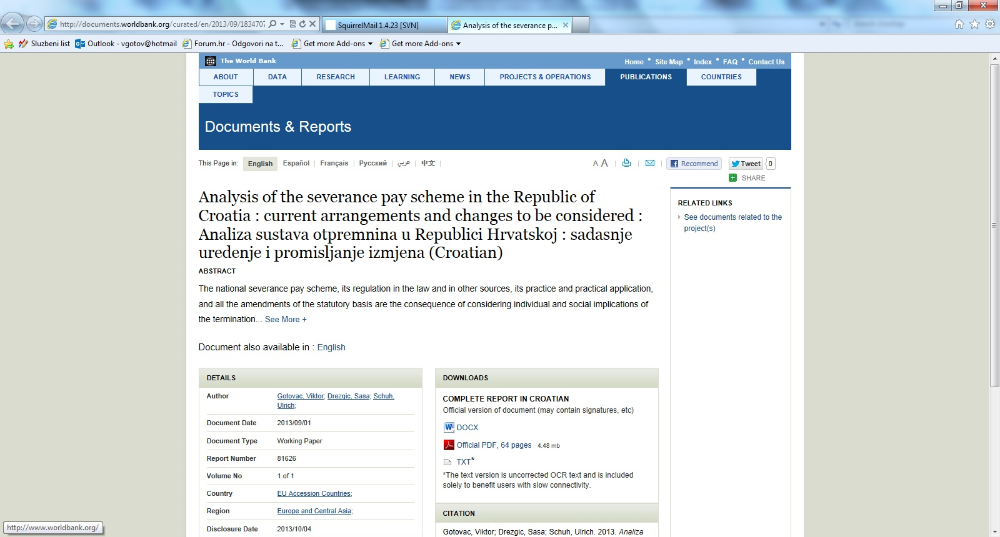 http://documents.worldbank.org/curated/en/2013/09/1834707
SquirrelMail 1.4.23 [SVN]
Analysis of the severance p...
Sluzbeni list
Outlook - vgotov@hotmail
Forum.hr - Odgovori na t...
Get more Add-ons
Get more Add-ons
The World Bank
Home • Site Map • Index • FAQ • Contact Us
ABOUT DATA RESEARCH LEARNING NEWS PROJECTS & OPERATIONS PUBLICATIONS COUNTRIES
TOPICS
Documents & Reports
This Page in: English Español | Français | Русский | عربي | 中文 |
A A Recommend Tweet 0
SHARE
Analysis of the severance pay scheme in the Republic of
Croatia : current arrangements and changes to be considered :
Analiza sustava otpremnina u Republici Hrvatskoj : sadasnje
uredenje i promisljanje izmjena (Croatian)
ABSTRACT
The national severance pay scheme, its regulation in the law and in other sources, its practice and practical application,
and all the amendments of the statutory basis are the consequence of considering individual and social implications of
the termination... See More +
Document also available in : English
RELATED LINKS
See documents related to the
project(s)
DETAILS
Author Gotovac, Viktor; Drezgic, Sasa; Schuh,
Ulrich;
Document Date 2013/09/01
Document Type Working Paper
Report Number 81626
Volume No 1 of 1
Country EU Accession Countries;
Region Europe and Central Asia;
Disclosure Date 2013/10/04
DOWNLOADS
COMPLETE REPORT IN CROATIAN
Official version of document (may contain signatures, etc)
DOCX
Official PDF, 64 pages 4.48 mb
TXT*
*The text version is uncorrected OCR text and is included
solely to benefit users with slow connectivity.
CITATION
Gotovac, Viktor; Drezgic, Sasa; Schuh, Ulrich. 2013. Analiza
http://www.worldbank.org/